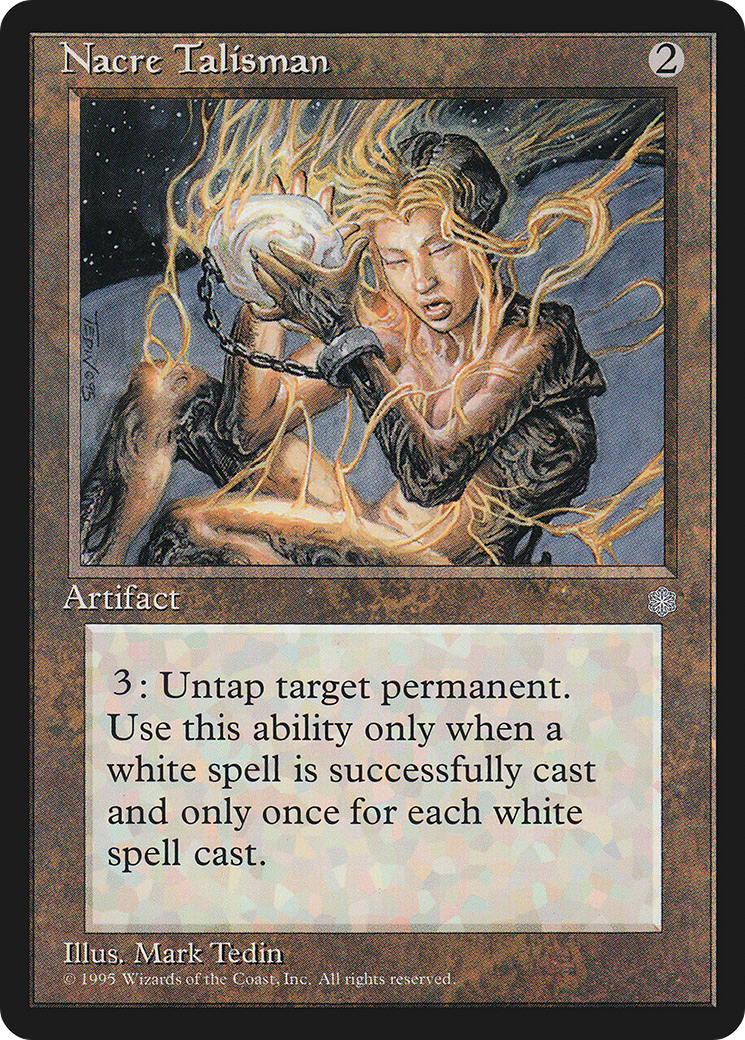 Nacre Talisman 2
TEDIN 95
Artifact
3: Untap target permanent.
Use this ability only when a
white spell is successfully cast
and only once for each white
spell cast.
Illus. Mark Tedin
© 1995 Wizards of the Coast, Inc. All rights reserved.